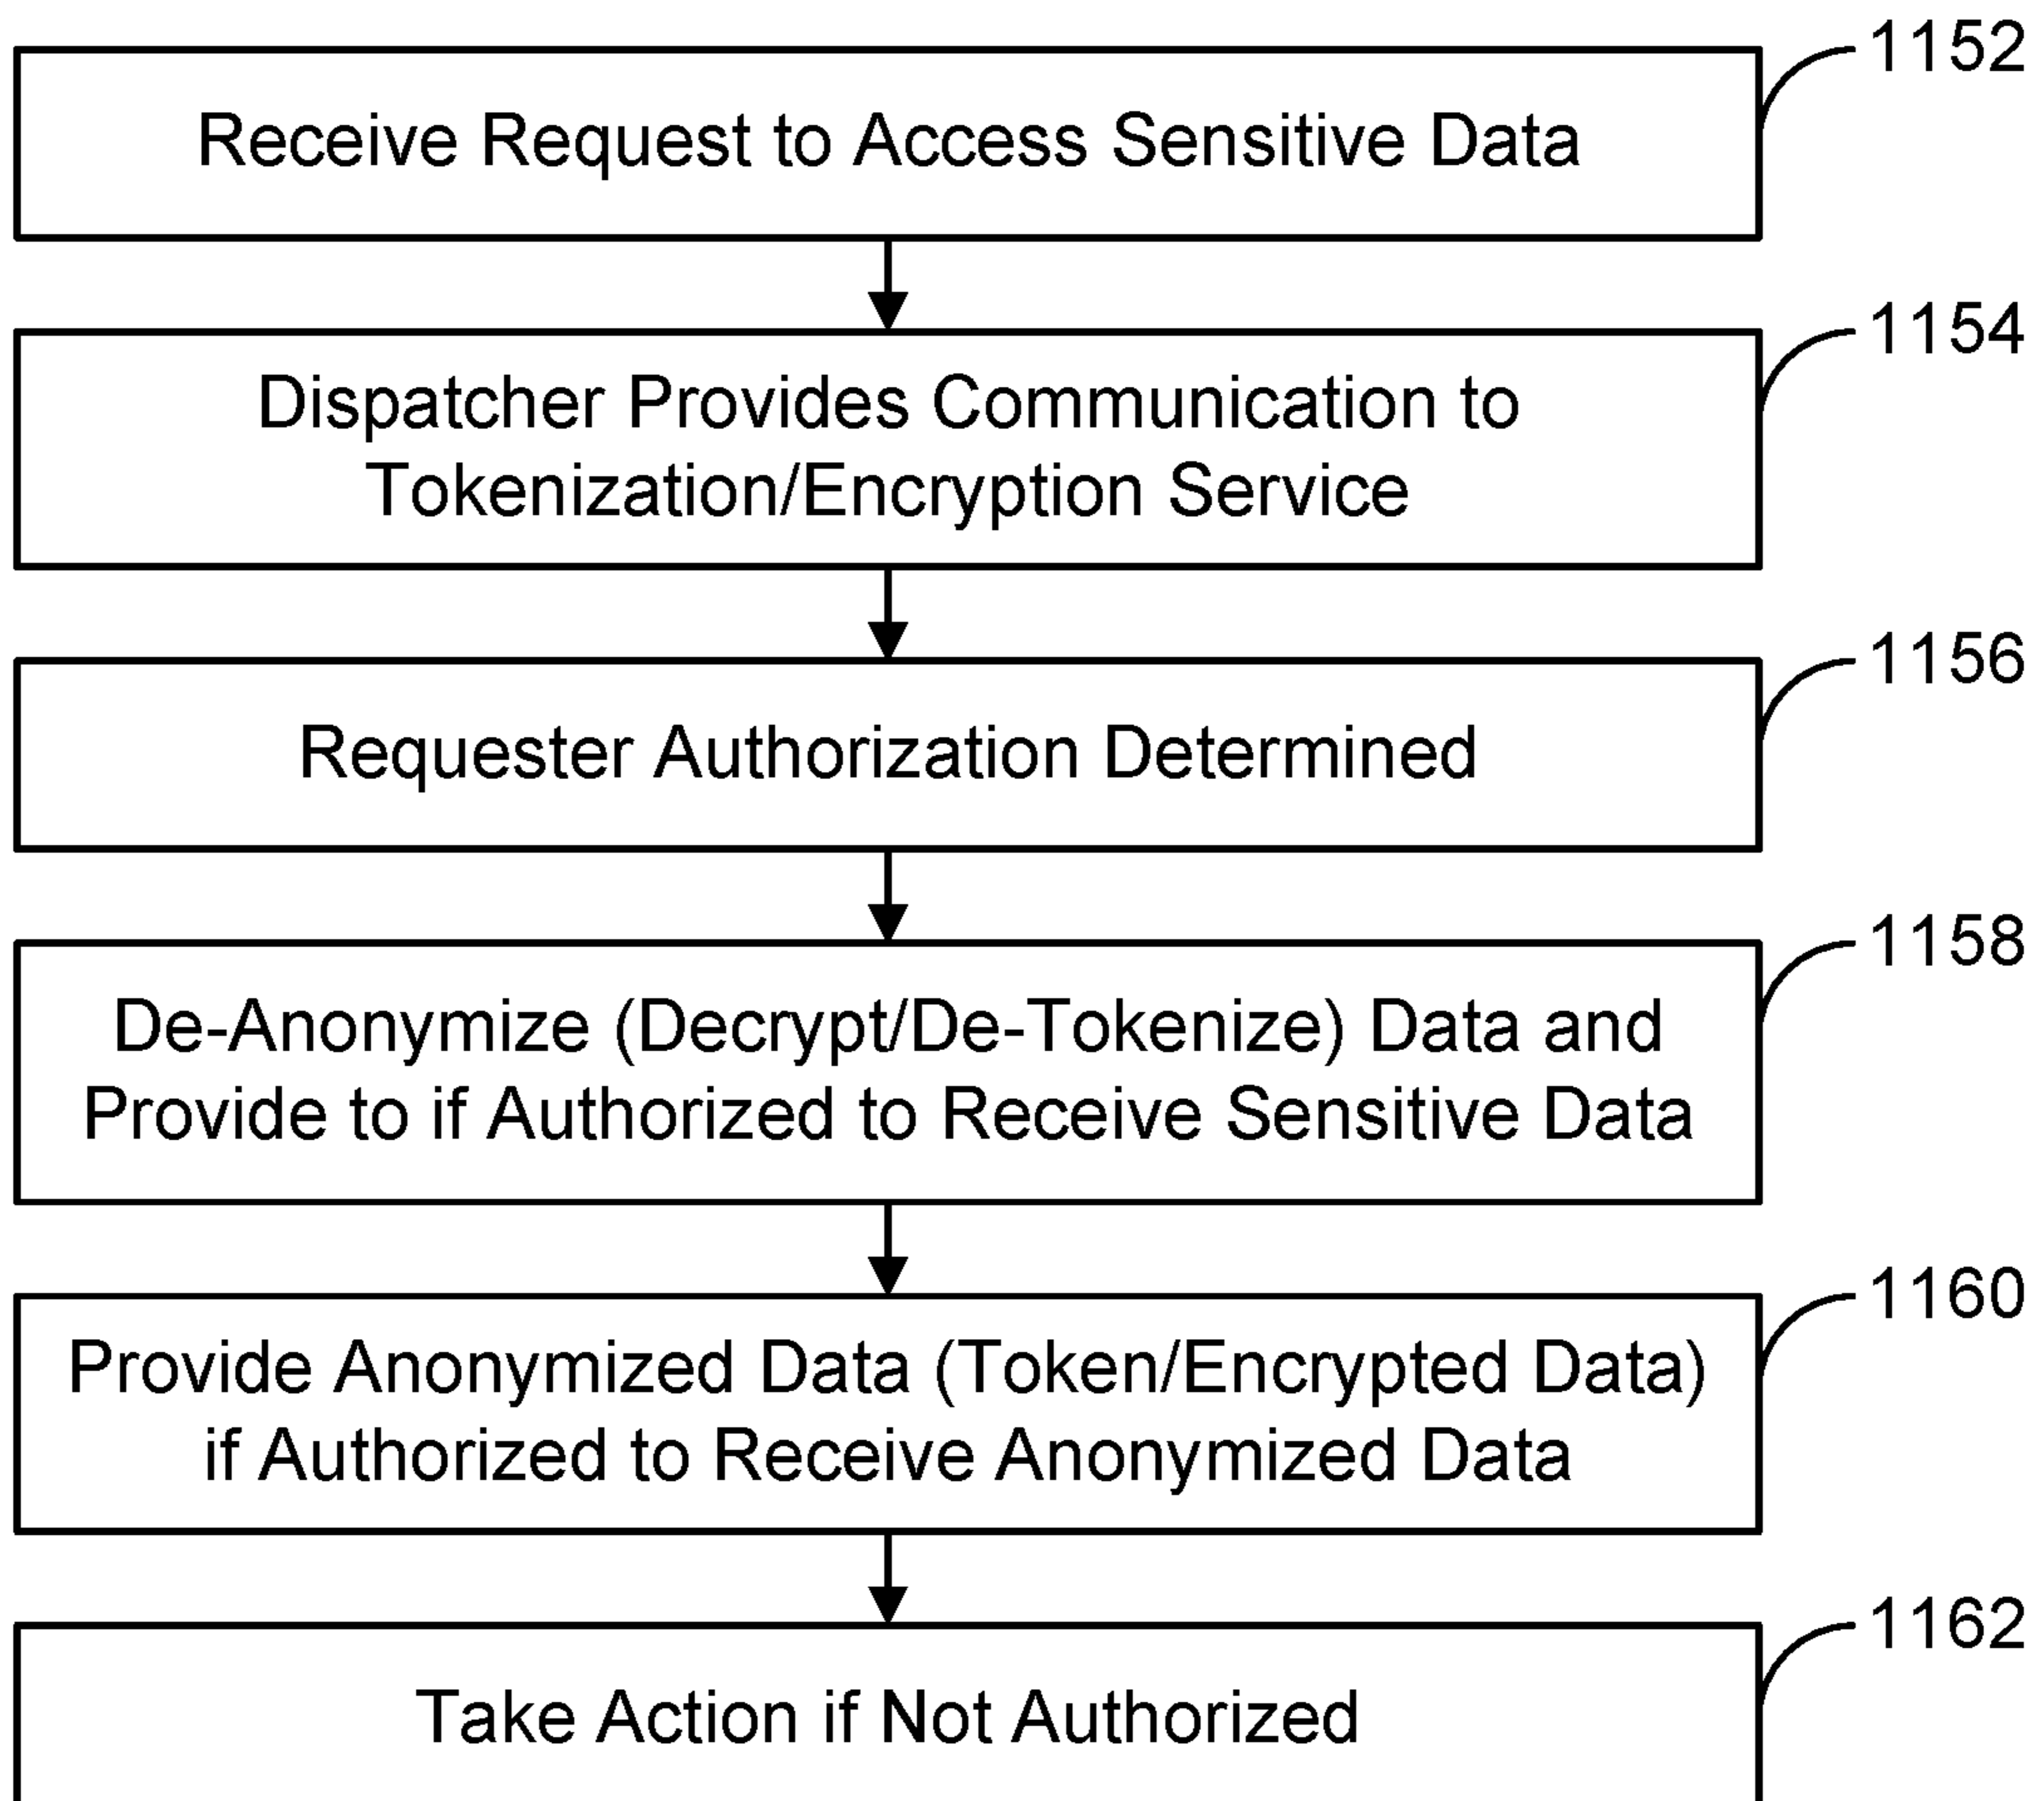 1152
Receive Request to Access Sensitive Data
1154
Dispatcher Provides Communication to
Tokenization/Encryption Service
1156
Requester Authorization Determined
1158
De-Anonymize (Decrypt/De-Tokenize) Data and
Provide to if Authorized to Receive Sensitive Data
1160
Provide Anonymized Data (Token/Encrypted Data)
if Authorized to Receive Anonymized Data
1162
Take Action if Not Authorized